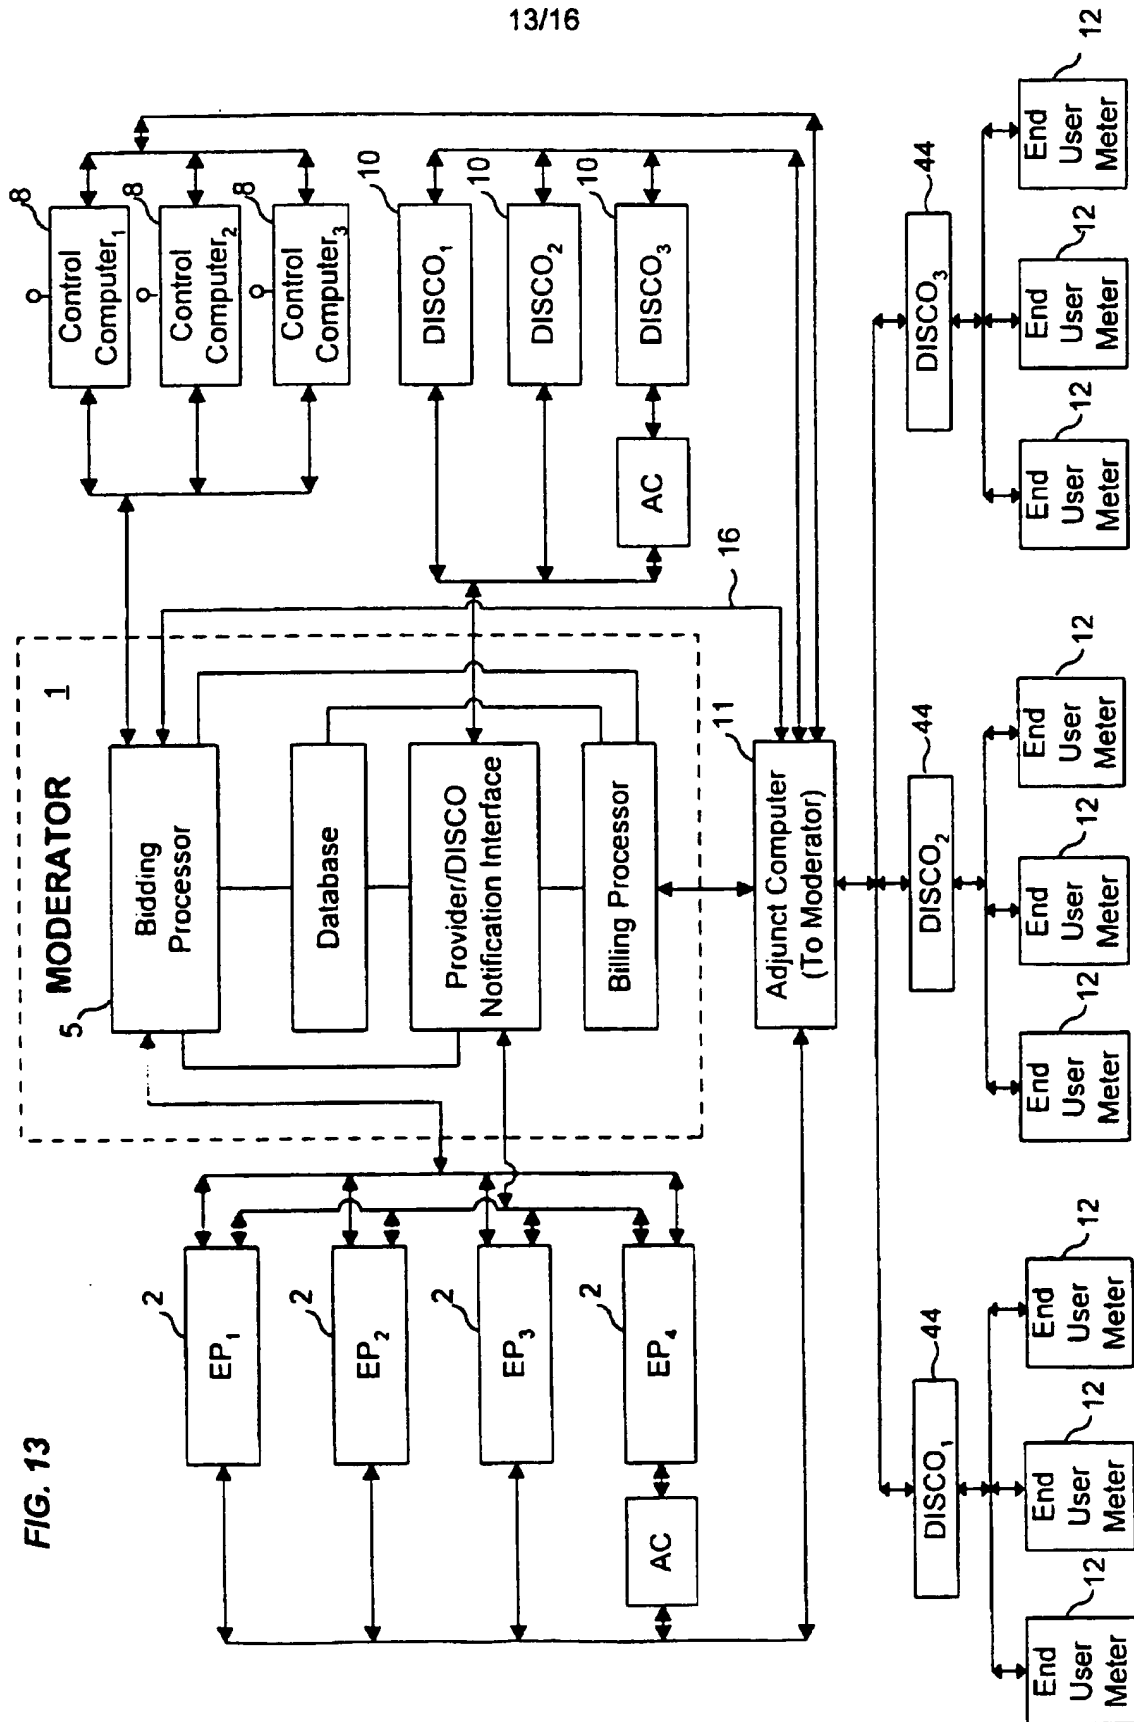 13/16
FIG. 13
MODERATOR
1
5
Bidding
Processor
Database
Provider/DISCO
Notification Interface
Billing Processor
2
EP1
2
EP2
2
EP3
2
EP4
AC
8
Control
Computer1
8
Control
Computer2
8
Control
Computer3
10
DISCO1
10
DISCO2
10
DISCO3
AC
16
11
Adjunct Computer
(To Moderator)
44
DISCO1
44
DISCO2
44
DISCO3
12
End
User
Meter
12
End
User
Meter
12
End
User
Meter
12
End
User
Meter
12
End
User
Meter
12
End
User
Meter
12
End
User
Meter
12
End
User
Meter
12
End
User
Meter